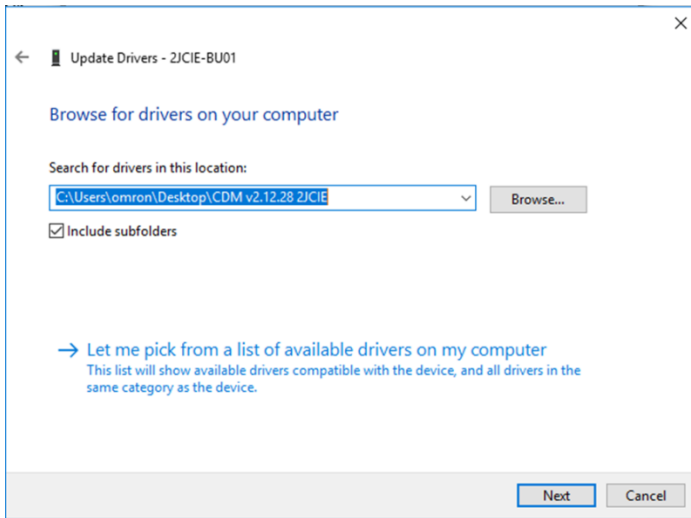 Update Drivers - 2JCIE-BU01
Browse for drivers on your computer
Search for drivers in this location:
C:\Users\omron\Desktop\CDM v2.12.28 2JCIE
Browse...
Include subfolders
Let me pick from a list of available drivers on my computer
This list will show available drivers compatible with the device, and all drivers in the
same category as the device.
Next
Cancel